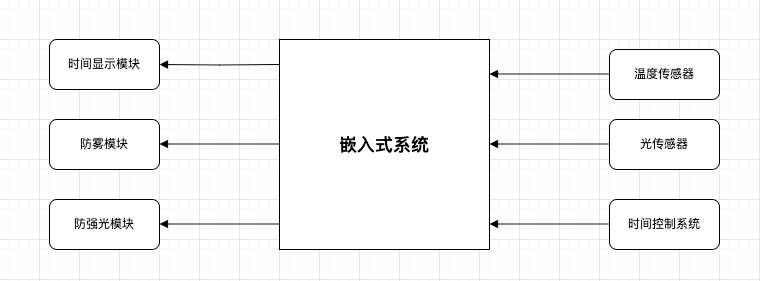 时间显示模块
防雾模块
防强光模块
嵌入式系统
温度传感器
光传感器
时间控制系统